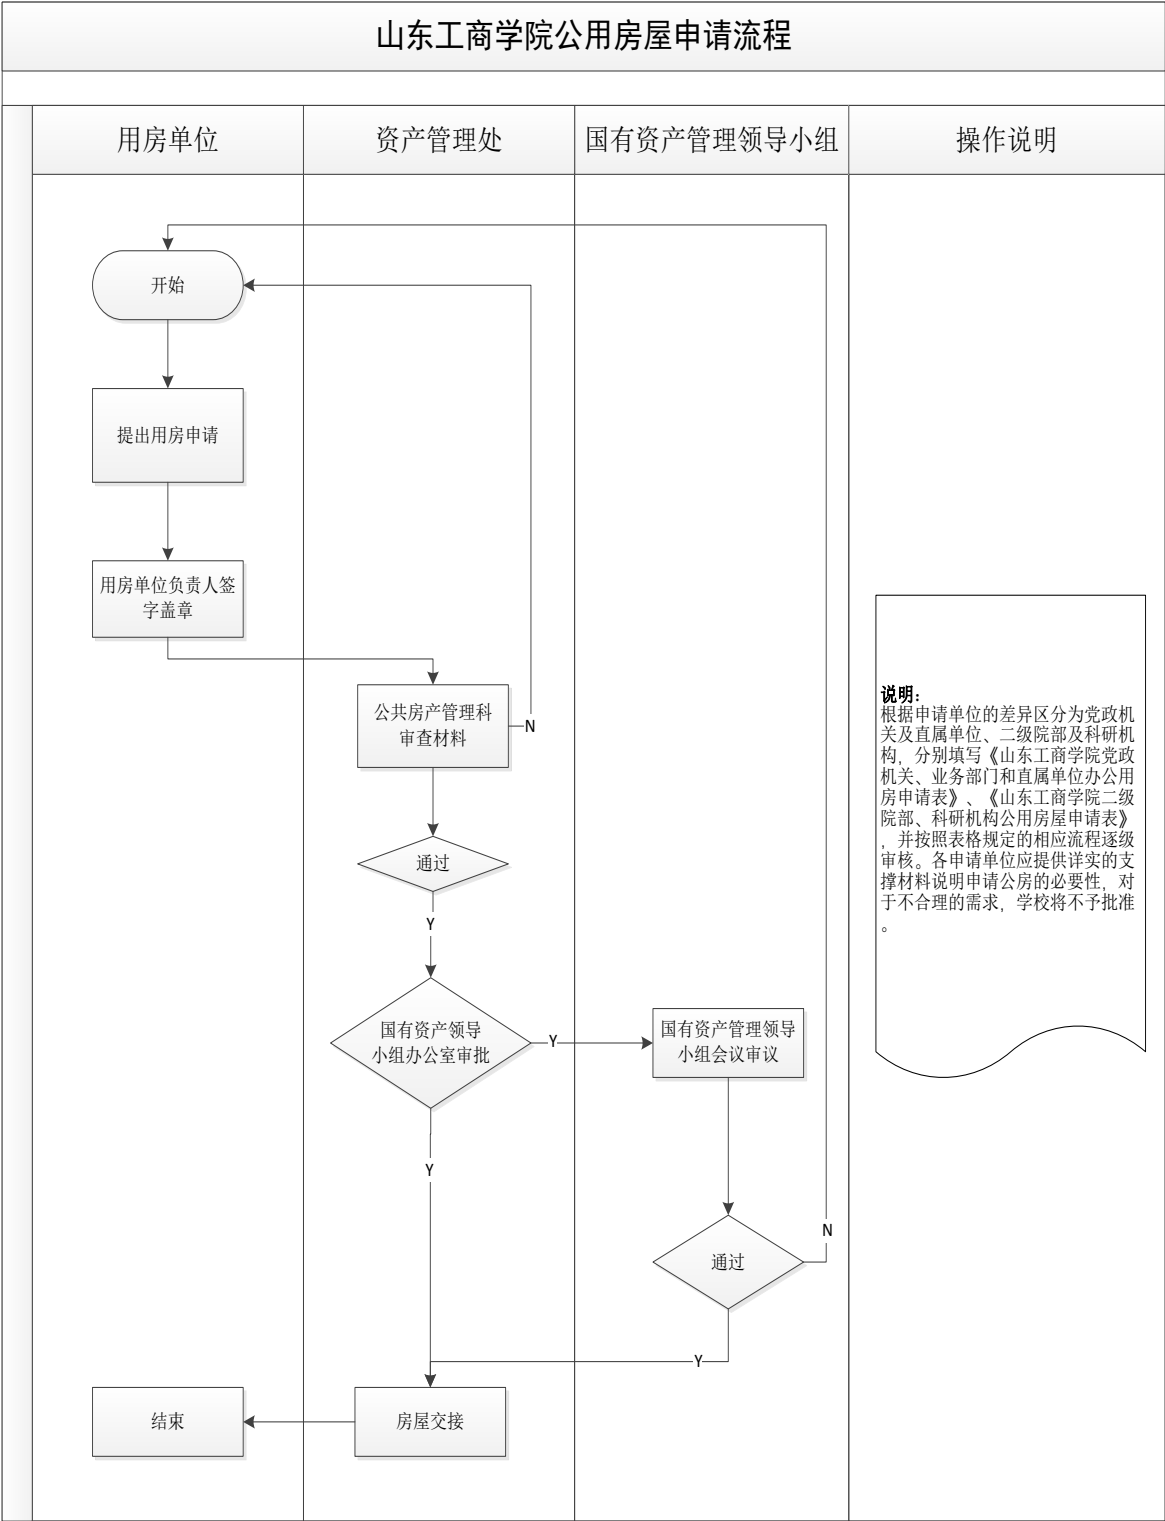 山东工商学院公用房屋申请流程
用房单位
资产管理处
国有资产管理领导小组
操作说明
开始
提出用房申请
用房单位负责人签
字盖章
公共房产管理科
审查材料
N
通过
Y
国有资产领导
小组办公室审批
Y
国有资产管理领导
小组会议审议
Y
通过
N
Y
房屋交接
结束
说明：
根据申请单位的差异区分为党政机
关及直属单位、二级院部及科研机
构，分别填写《山东工商学院党政
机关、业务部门和直属单位办公用
房申请表》、《山东工商学院二级
院部、科研机构公用房屋申请表》
，并按照表格规定的相应流程逐级
审核。各申请单位应提供详实的支
撑材料说明申请公房的必要性，对
于不合理的需求，学校将不予批准
。